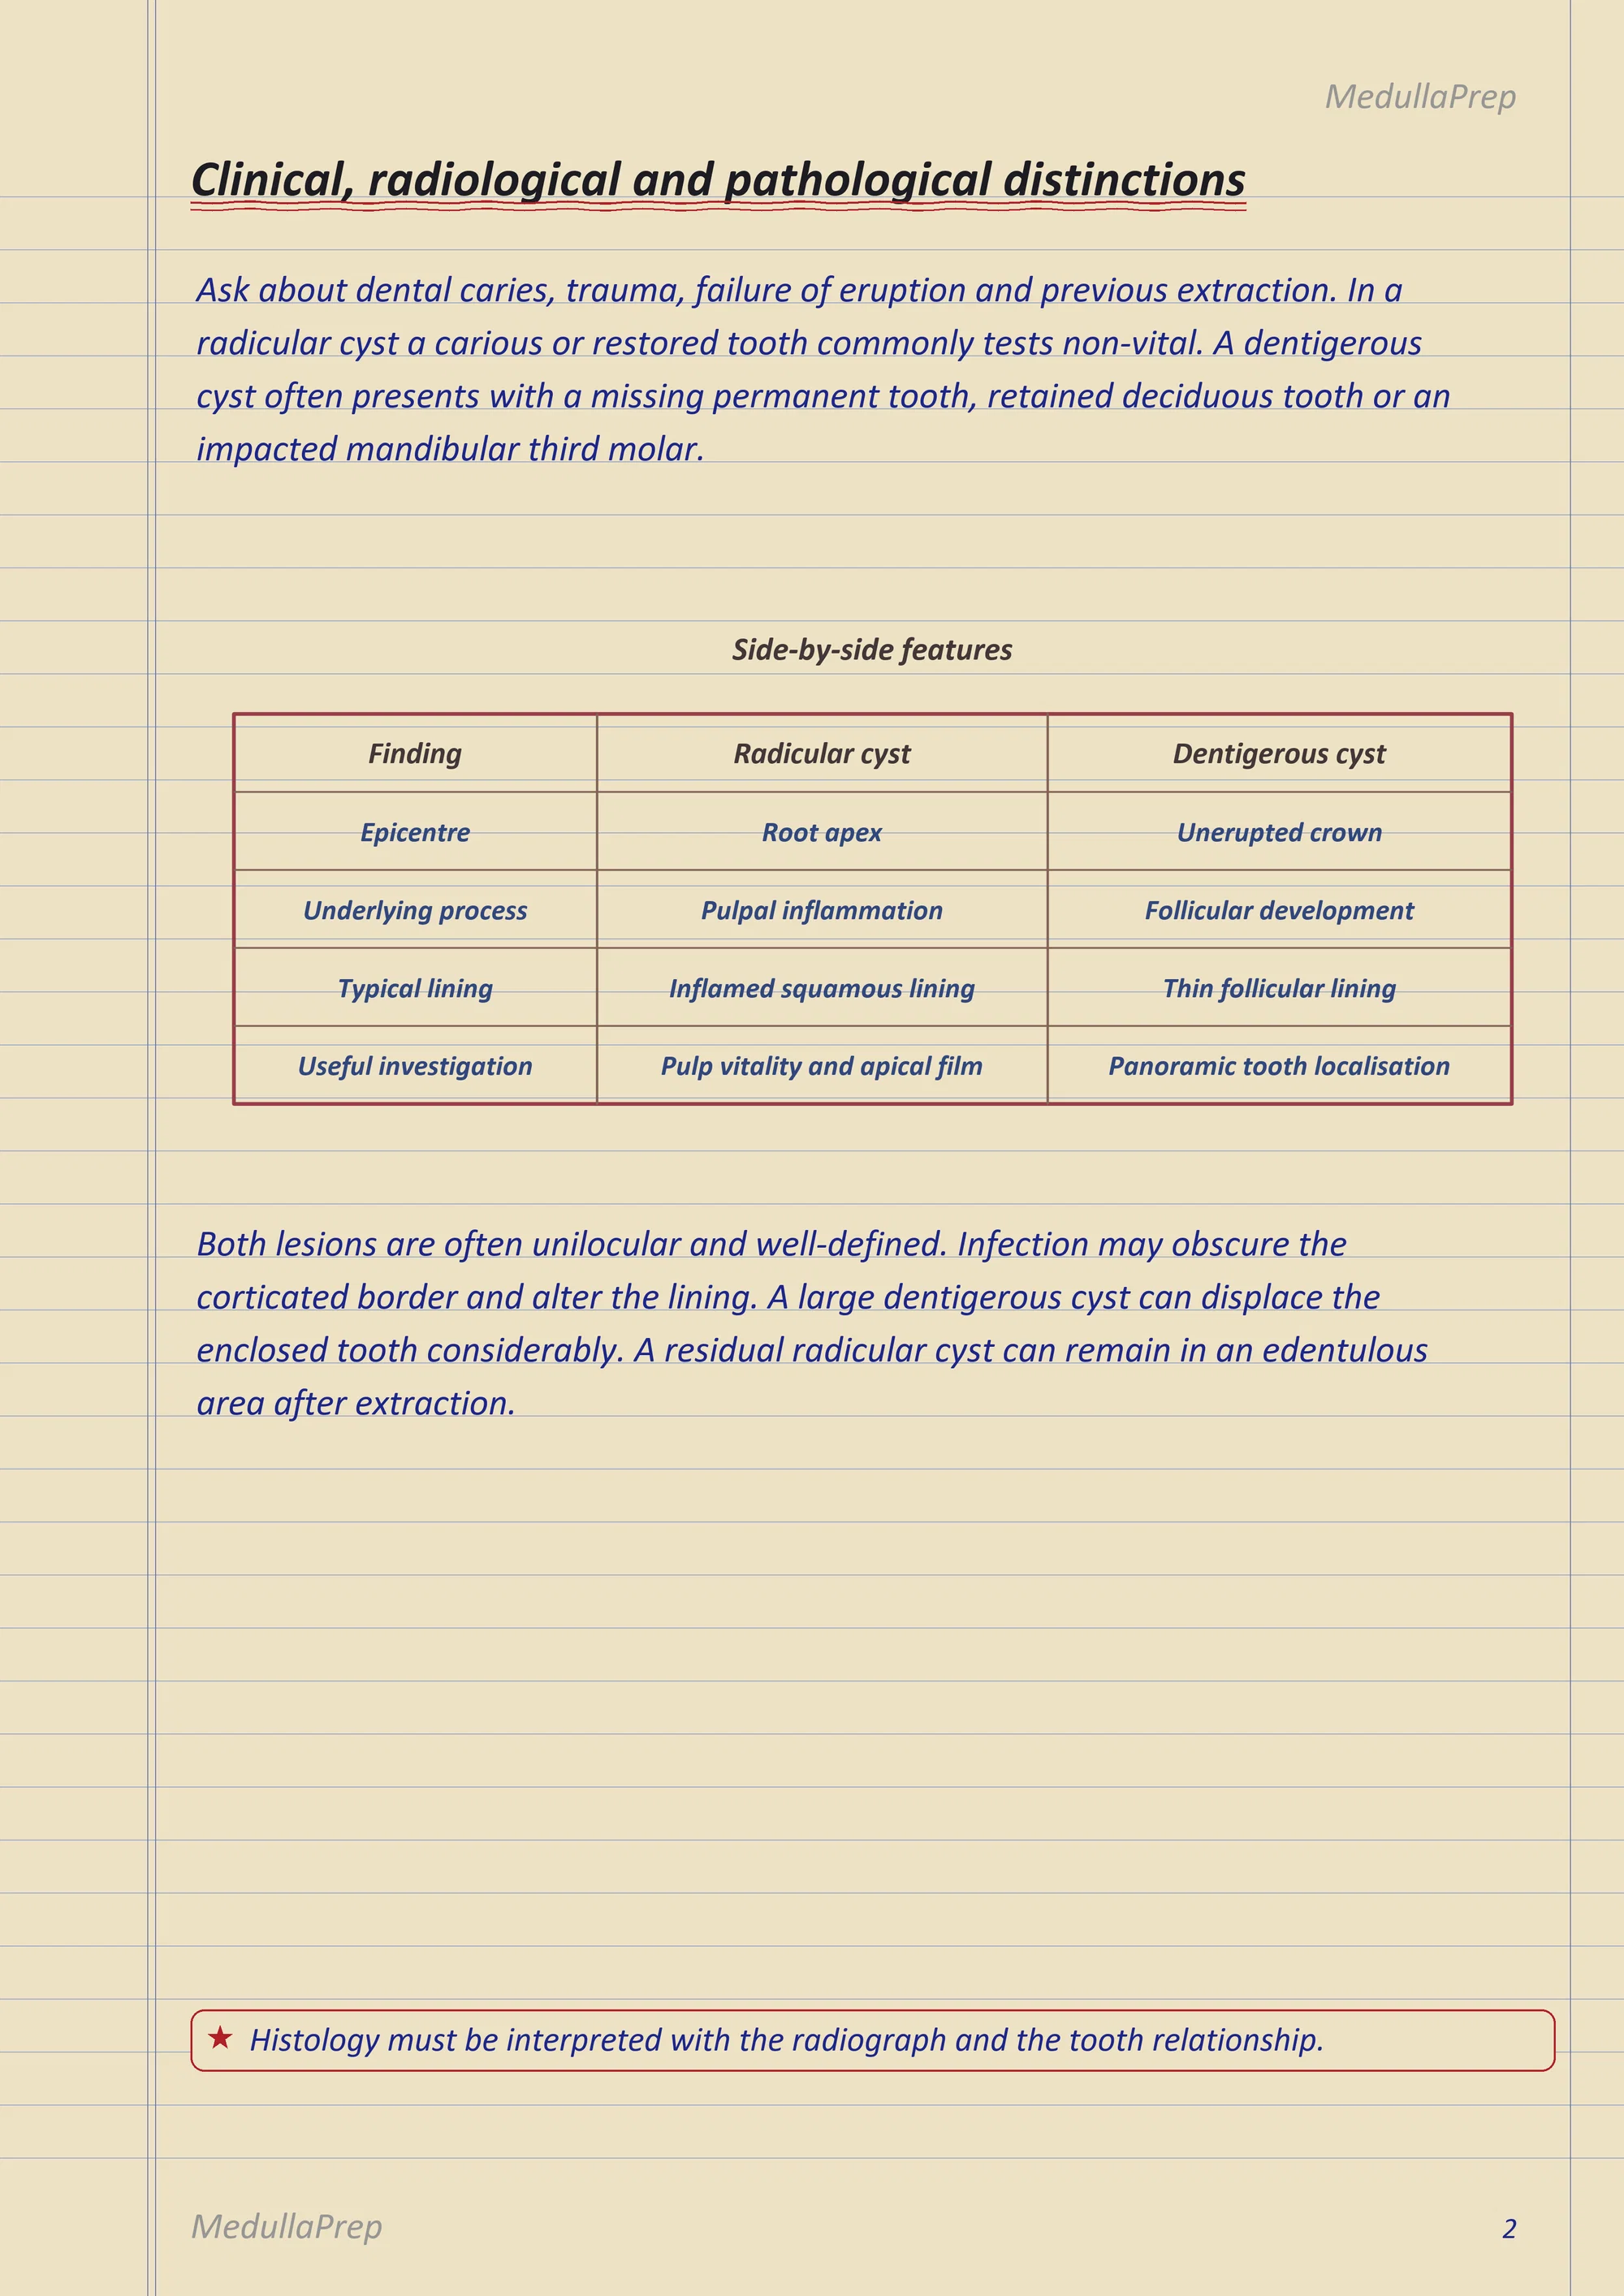 MedullaPrep
Clinical, radiological and pathological distinctions
Ask about dental caries, trauma, failure of eruption and previous extraction. In a
radicular cyst a carious or restored tooth commonly tests non-vital. A dentigerous
cyst often presents with a missing permanent tooth, retained deciduous tooth or an
impacted mandibular third molar.
Side-by-side features
Finding Radicular cyst Dentigerous cyst
Epicentre Root apex Unerupted crown
Underlying process Pulpal inflammation Follicular development
Typical lining Inflamed squamous lining Thin follicular lining
Useful investigation Pulp vitality and apical film Panoramic tooth localisation
Both lesions are often unilocular and well-defined. Infection may obscure the
corticated border and alter the lining. A large dentigerous cyst can displace the
enclosed tooth considerably. A residual radicular cyst can remain in an edentulous
area after extraction.
★ Histology must be interpreted with the radiograph and the tooth relationship.
MedullaPrep 2